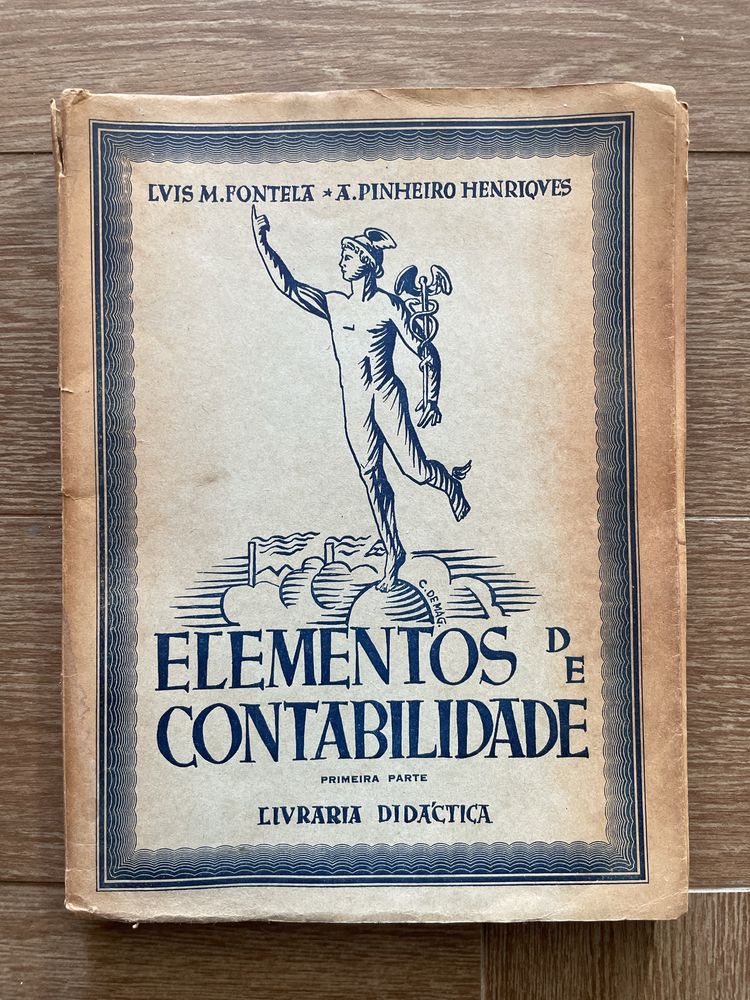 LVIS M. FONTELA * A. PINHEIRO HENRIQVES
C. DEMAG.
ELEMENTOS DE
CONTABILIDADE
PRIMEIRA PARTE
LIVRARIA DIDÁCTICA